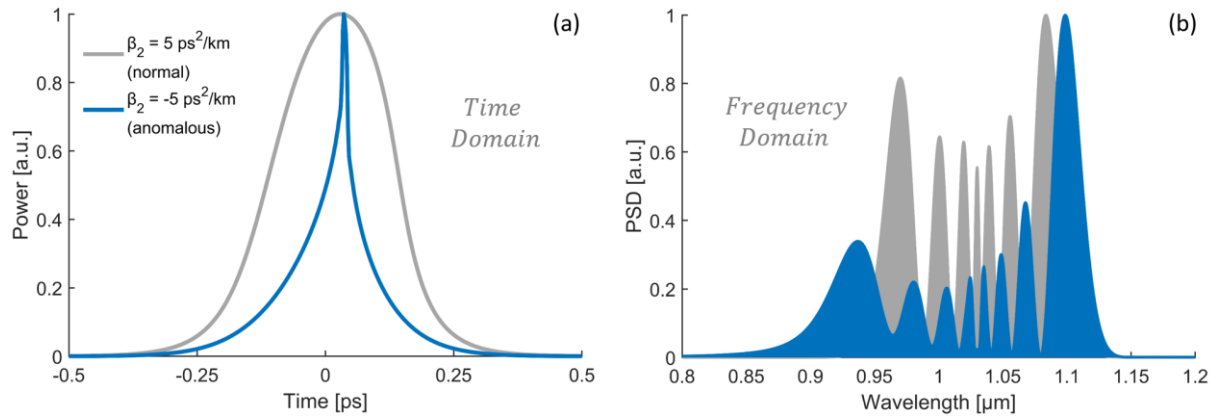 (a)
β₂ = 5 ps²/km
(normal)
β₂ = -5 ps²/km
(anomalous)
Time
Domain
Power [a.u.]
1
0.8
0.6
0.4
0.2
0
-0.5
-0.25
0
0.25
0.5
Time [ps]
(b)
Frequency
Domain
PSD [a.u.]
1
0.8
0.6
0.4
0.2
0
0.8
0.9
0.95
1
1.05
1.1
1.15
1.2
Wavelength [μm]